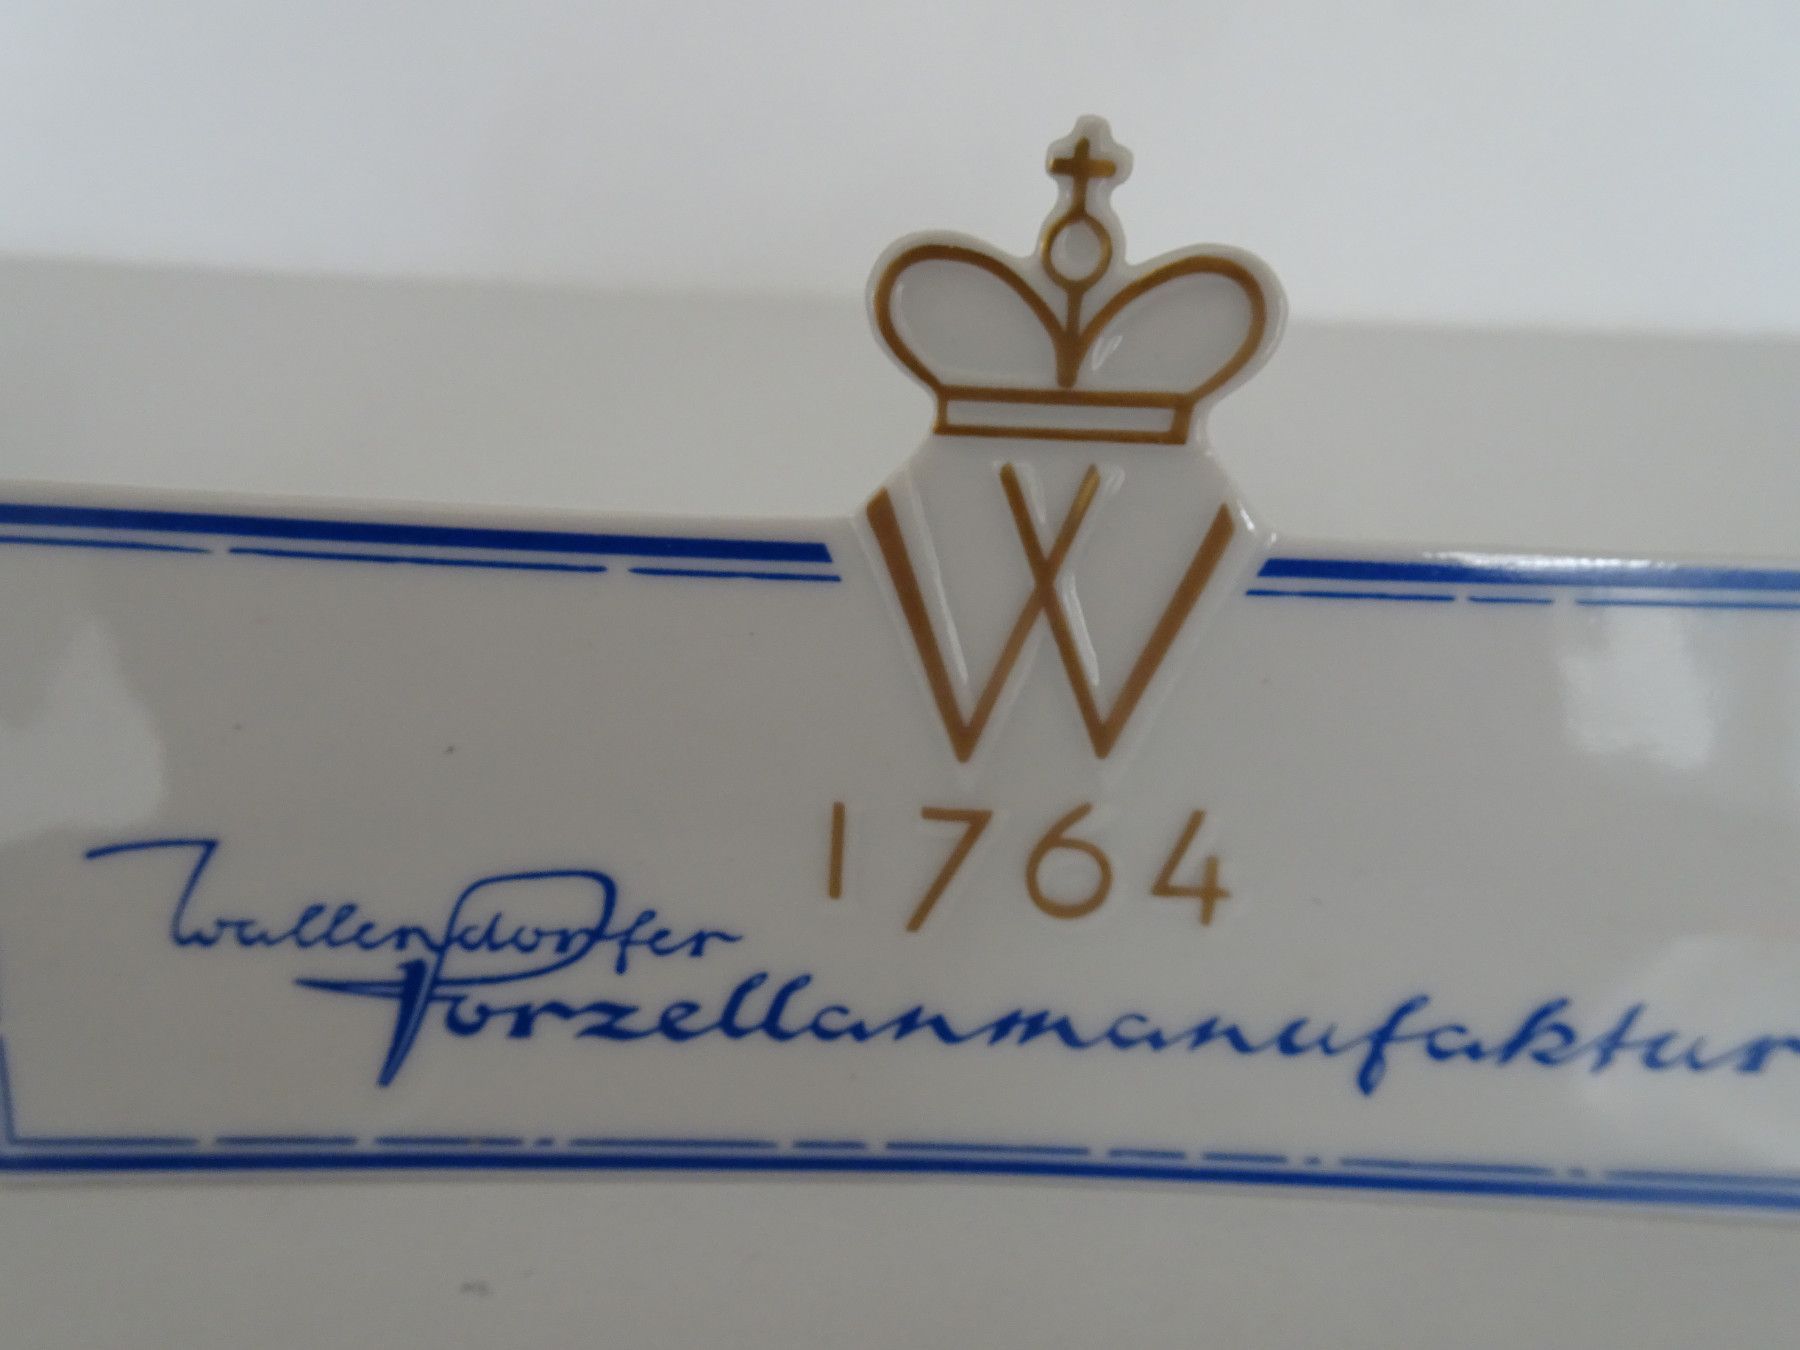 W
1764
Wallendorfer
Porzellanmanufaktur